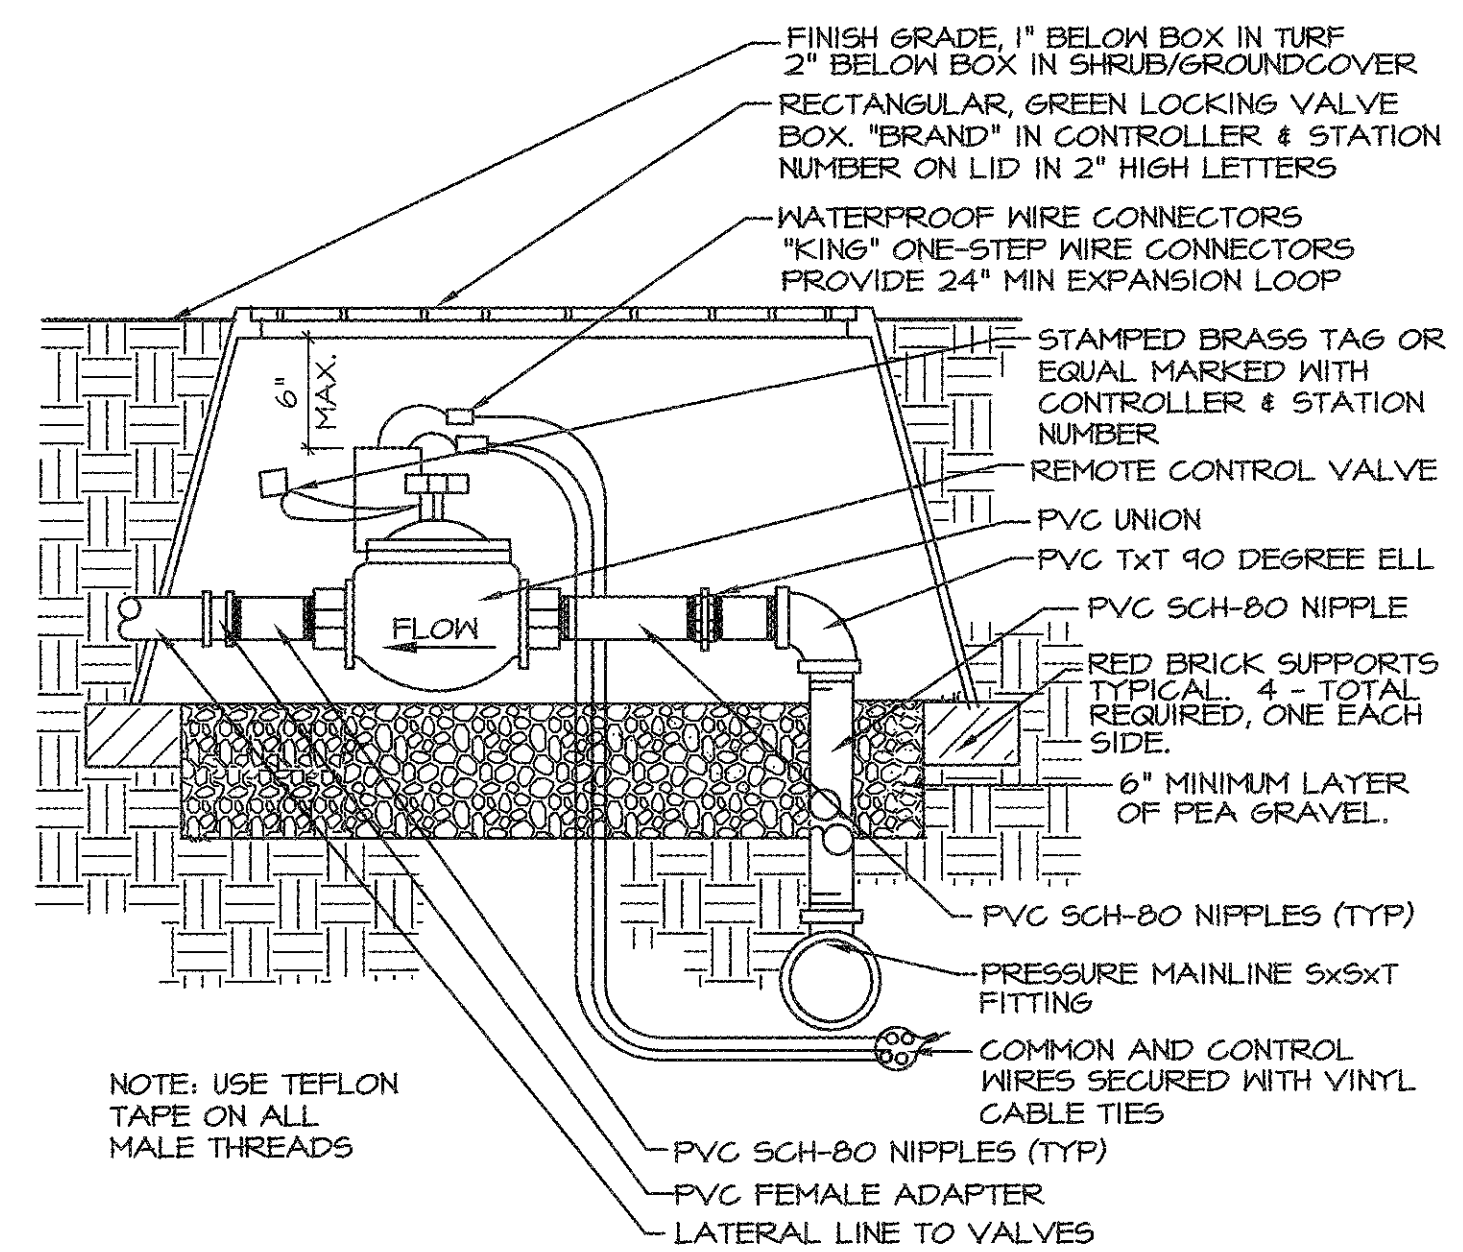 FINISH GRADE, 1" BELOW BOX IN TURF
2" BELOW BOX IN SHRUB/GROUNDCOVER
RECTANGULAR, GREEN LOCKING VALVE
BOX. "BRAND" IN CONTROLLER & STATION
NUMBER ON LID IN 2" HIGH LETTERS
WATERPROOF WIRE CONNECTORS
"KING" ONE-STEP WIRE CONNECTORS
PROVIDE 24" MIN EXPANSION LOOP
6"
MAX.
STAMPED BRASS TAG OR
EQUAL MARKED WITH
CONTROLLER & STATION
NUMBER
REMOTE CONTROL VALVE
PVC UNION
PVC TxT 90 DEGREE ELL
PVC SCH-80 NIPPLE
FLOW
RED BRICK SUPPORTS
TYPICAL. 4 - TOTAL
REQUIRED, ONE EACH
SIDE.
6" MINIMUM LAYER
OF PEA GRAVEL.
PVC SCH-80 NIPPLES (TYP)
PRESSURE MAINLINE SxSxT
FITTING
COMMON AND CONTROL
WIRES SECURED WITH VINYL
CABLE TIES
NOTE: USE TEFLON
TAPE ON ALL
MALE THREADS
PVC SCH-80 NIPPLES (TYP)
PVC FEMALE ADAPTER
LATERAL LINE TO VALVES